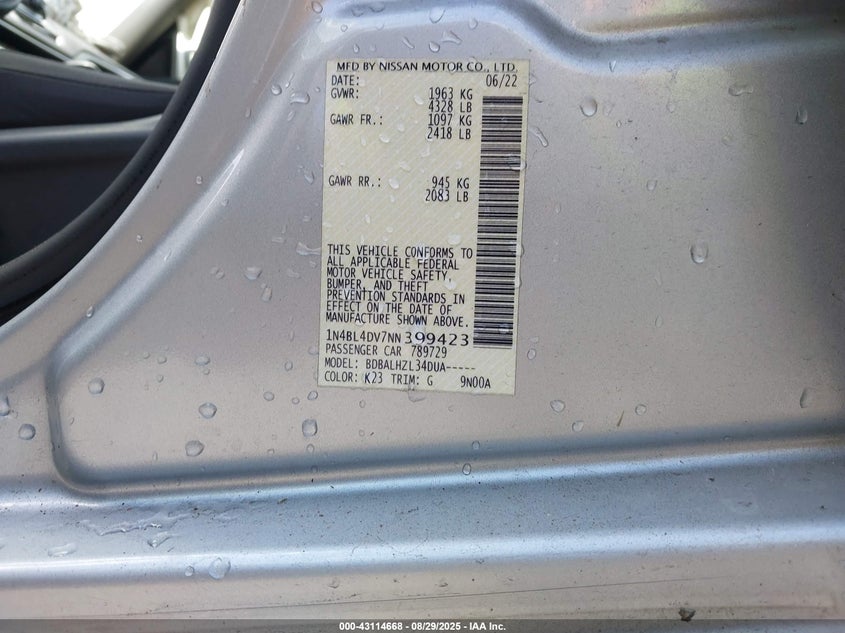 MFD BY NISSAN MOTOR CO., LTD.
DATE: 06/22
GVWR: 1963 KG
4328 LB
GAWR FR.: 1097 KG
2418 LB
GAWR RR.: 945 KG
2083 LB
THIS VEHICLE CONFORMS TO
ALL APPLICABLE FEDERAL
MOTOR VEHICLE SAFETY,
BUMPER, AND THEFT
PREVENTION STANDARDS IN
EFFECT ON THE DATE OF
MANUFACTURE SHOWN ABOVE.
1N4BL4DV7NN399423
PASSENGER CAR 789729
MODEL: BDBALHZL34DUA-----
COLOR: K23 TRIM: G 9N00A
000-43114668 - 08/29/2025 - IAA Inc.